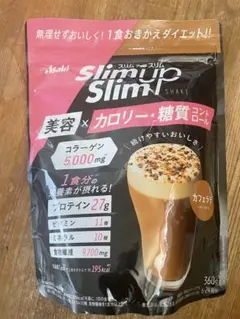 無理せずおいしく！1食おきかえダイエット!!
Asahi
スリムアップスリム
Slim up
Slim
SHAKE
美容×カロリー・糖質コントロール
続けやすいおいしさ！
コラーゲン
5,000mg
1食分の
栄養素が摂れる！
プロテイン 27g
ビタミン 11種
ミネラル 10種
食物繊維 9,700mg
195kcal
カフェラテ
360g